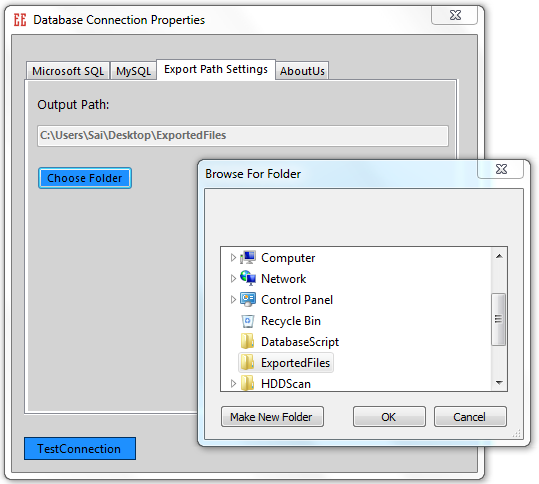 EE Database Connection Properties
Microsoft SQL MySQL Export Path Settings AboutUs
Output Path:
C:\Users\Sai\Desktop\ExportedFiles
Choose Folder
TestConnection
Browse For Folder
Computer
Network
Control Panel
Recycle Bin
DatabaseScript
ExportedFiles
HDDScan
Make New Folder OK Cancel